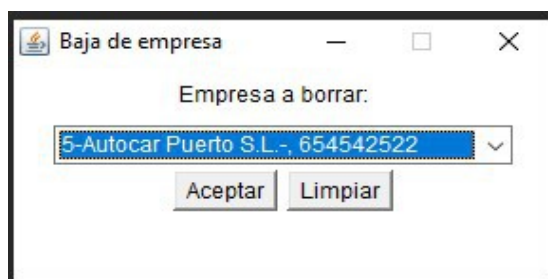 Baja de empresa
Empresa a borrar:
5-Autocar Puerto S.L.-, 654542522
Aceptar Limpiar